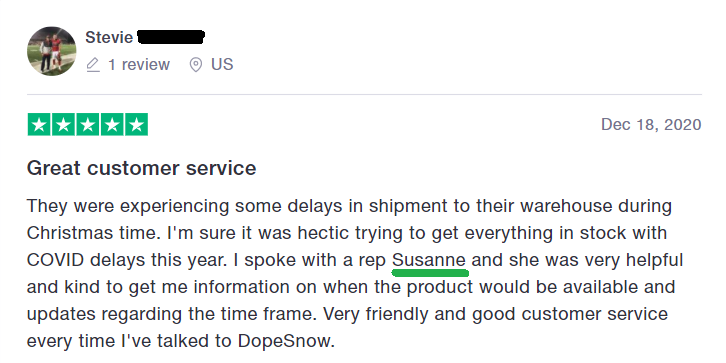 Stevie
1 review US
Dec 18, 2020
Great customer service
They were experiencing some delays in shipment to their warehouse during
Christmas time. I'm sure it was hectic trying to get everything in stock with
COVID delays this year. I spoke with a rep Susanne and she was very helpful
and kind to get me information on when the product would be available and
updates regarding the time frame. Very friendly and good customer service
every time I've talked to DopeSnow.